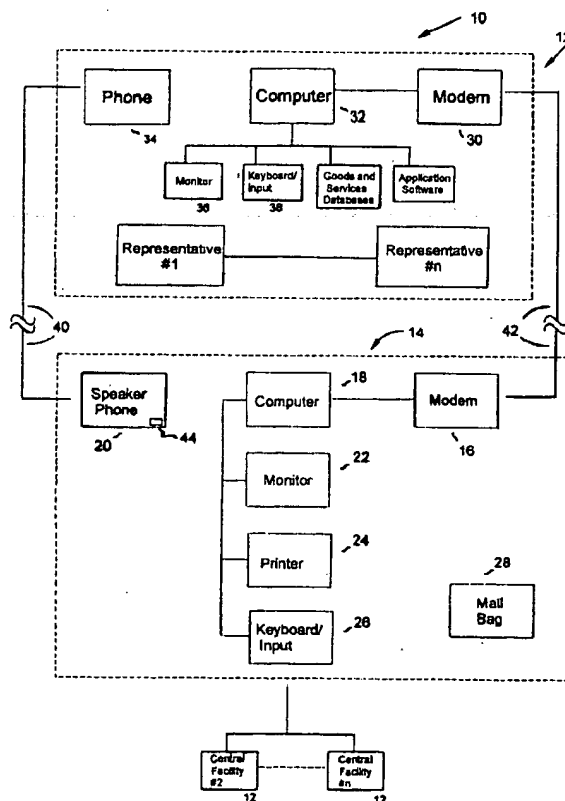 10
12
Phone
34
Computer
32
Modem
30
Monitor
36
Keyboard/
Input
38
Goods and
Services
Databases
Application
Software
Representative
#1
Representative
#n
40
42
14
Speaker
Phone
20
44
18
Computer
Modem
16
22
Monitor
24
Printer
26
Keyboard/
Input
28
Mail
Bag
Central
Facility
#2
12
Central
Facility
#n
12